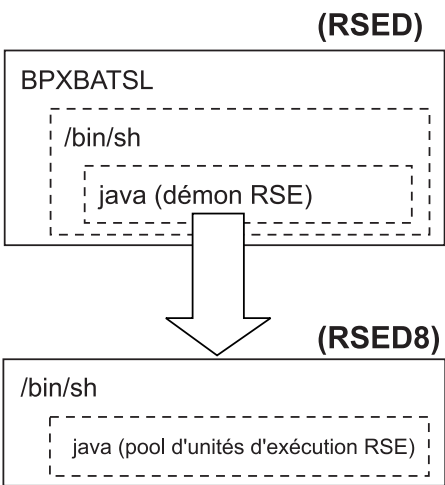 (RSED)
BPXBATSL
/bin/sh
java (démon RSE)
(RSED8)
/bin/sh
java (pool d'unités d'exécution RSE)